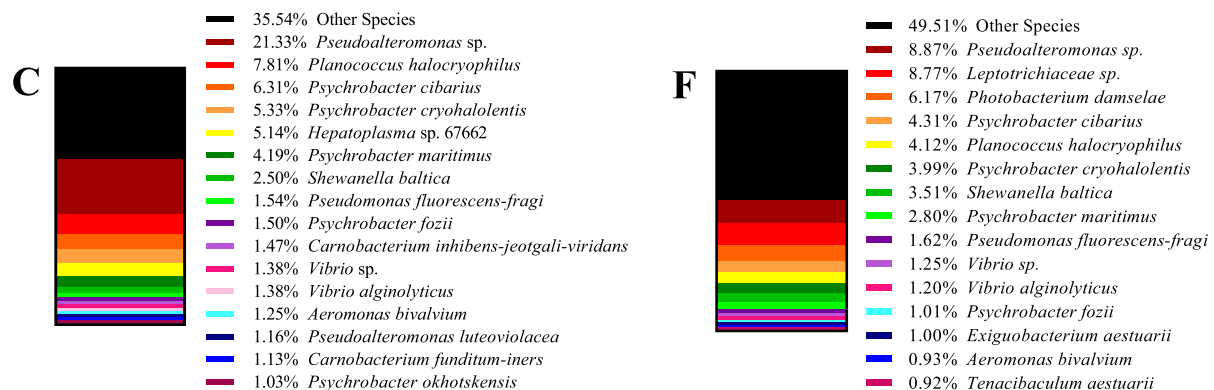 C
35.54% Other Species
21.33% Pseudoalteromonas sp.
7.81% Planococcus halocryophilus
6.31% Psychrobacter cibarius
5.33% Psychrobacter cryohalolentis
5.14% Hepatoplasma sp. 67662
4.19% Psychrobacter maritimus
2.50% Shewanella baltica
1.54% Pseudomonas fluorescens-fragi
1.50% Psychrobacter fozii
1.47% Carnobacterium inhibens-jeotgali-viridans
1.38% Vibrio sp.
1.38% Vibrio alginolyticus
1.25% Aeromonas bivalvium
1.16% Pseudoalteromonas luteoviolacea
1.13% Carnobacterium funditum-iners
1.03% Psychrobacter okhotskensis
F
49.51% Other Species
8.87% Pseudoalteromonas sp.
8.77% Leptotrichiaceae sp.
6.17% Photobacterium damselae
4.31% Psychrobacter cibarius
4.12% Planococcus halocryophilus
3.99% Psychrobacter cryohalolentis
3.51% Shewanella baltica
2.80% Psychrobacter maritimus
1.62% Pseudomonas fluorescens-fragi
1.25% Vibrio sp.
1.20% Vibrio alginolyticus
1.01% Psychrobacter fozii
1.00% Exiguobacterium aestuarii
0.93% Aeromonas bivalvium
0.92% Tenacibaculum aestuarii